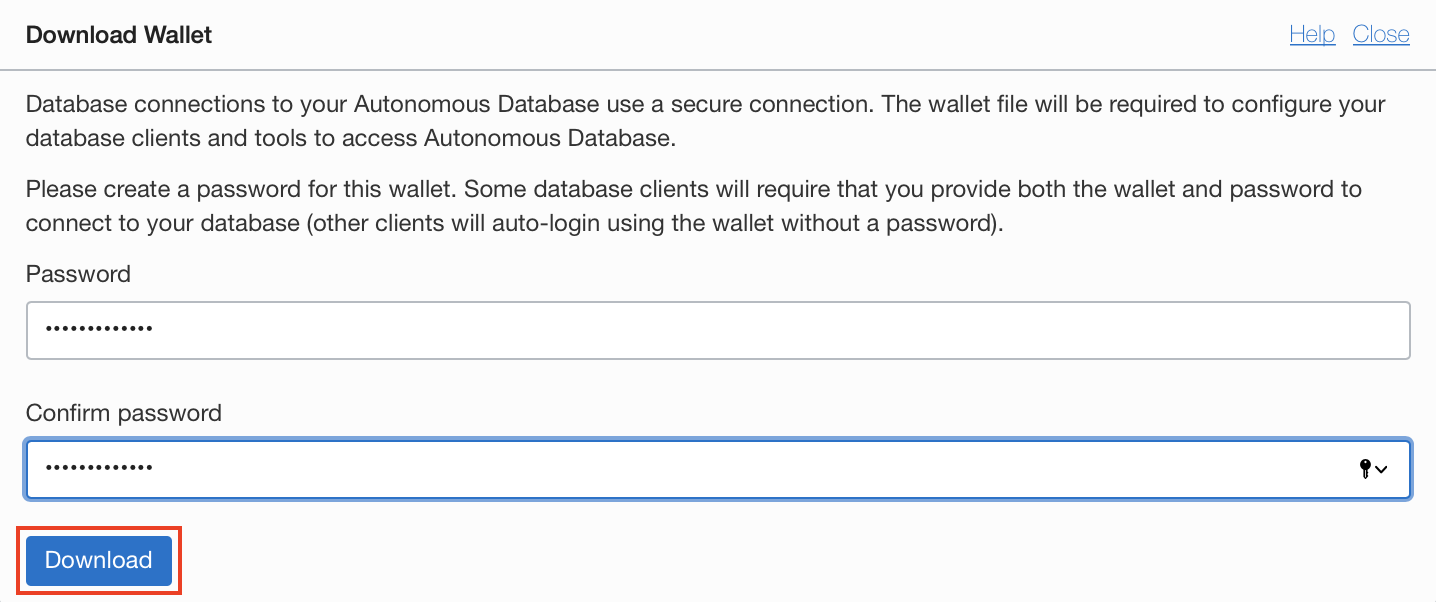 Download Wallet
Help Close
Database connections to your Autonomous Database use a secure connection. The wallet file will be required to configure your
database clients and tools to access Autonomous Database.
Please create a password for this wallet. Some database clients will require that you provide both the wallet and password to
connect to your database (other clients will auto-login using the wallet without a password).
Password
•••••••••••••
Confirm password
•••••••••••••
Download